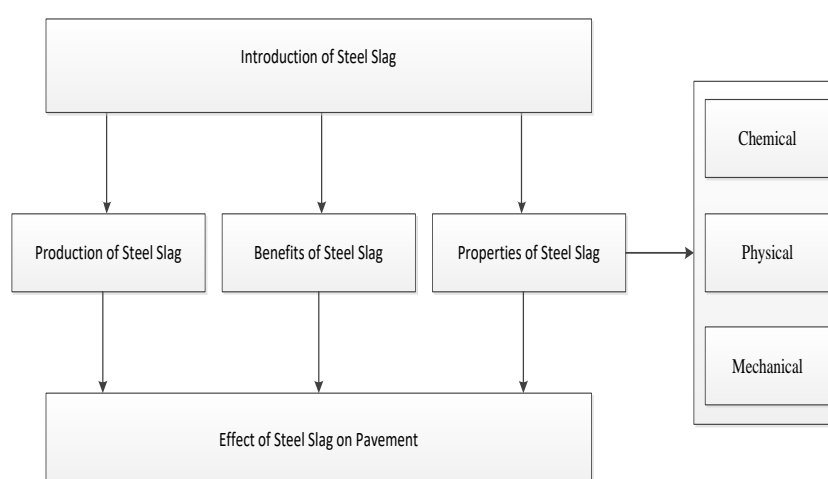 Introduction of Steel Slag
Production of Steel Slag
Benefits of Steel Slag
Properties of Steel Slag
Chemical
Physical
Mechanical
Effect of Steel Slag on Pavement